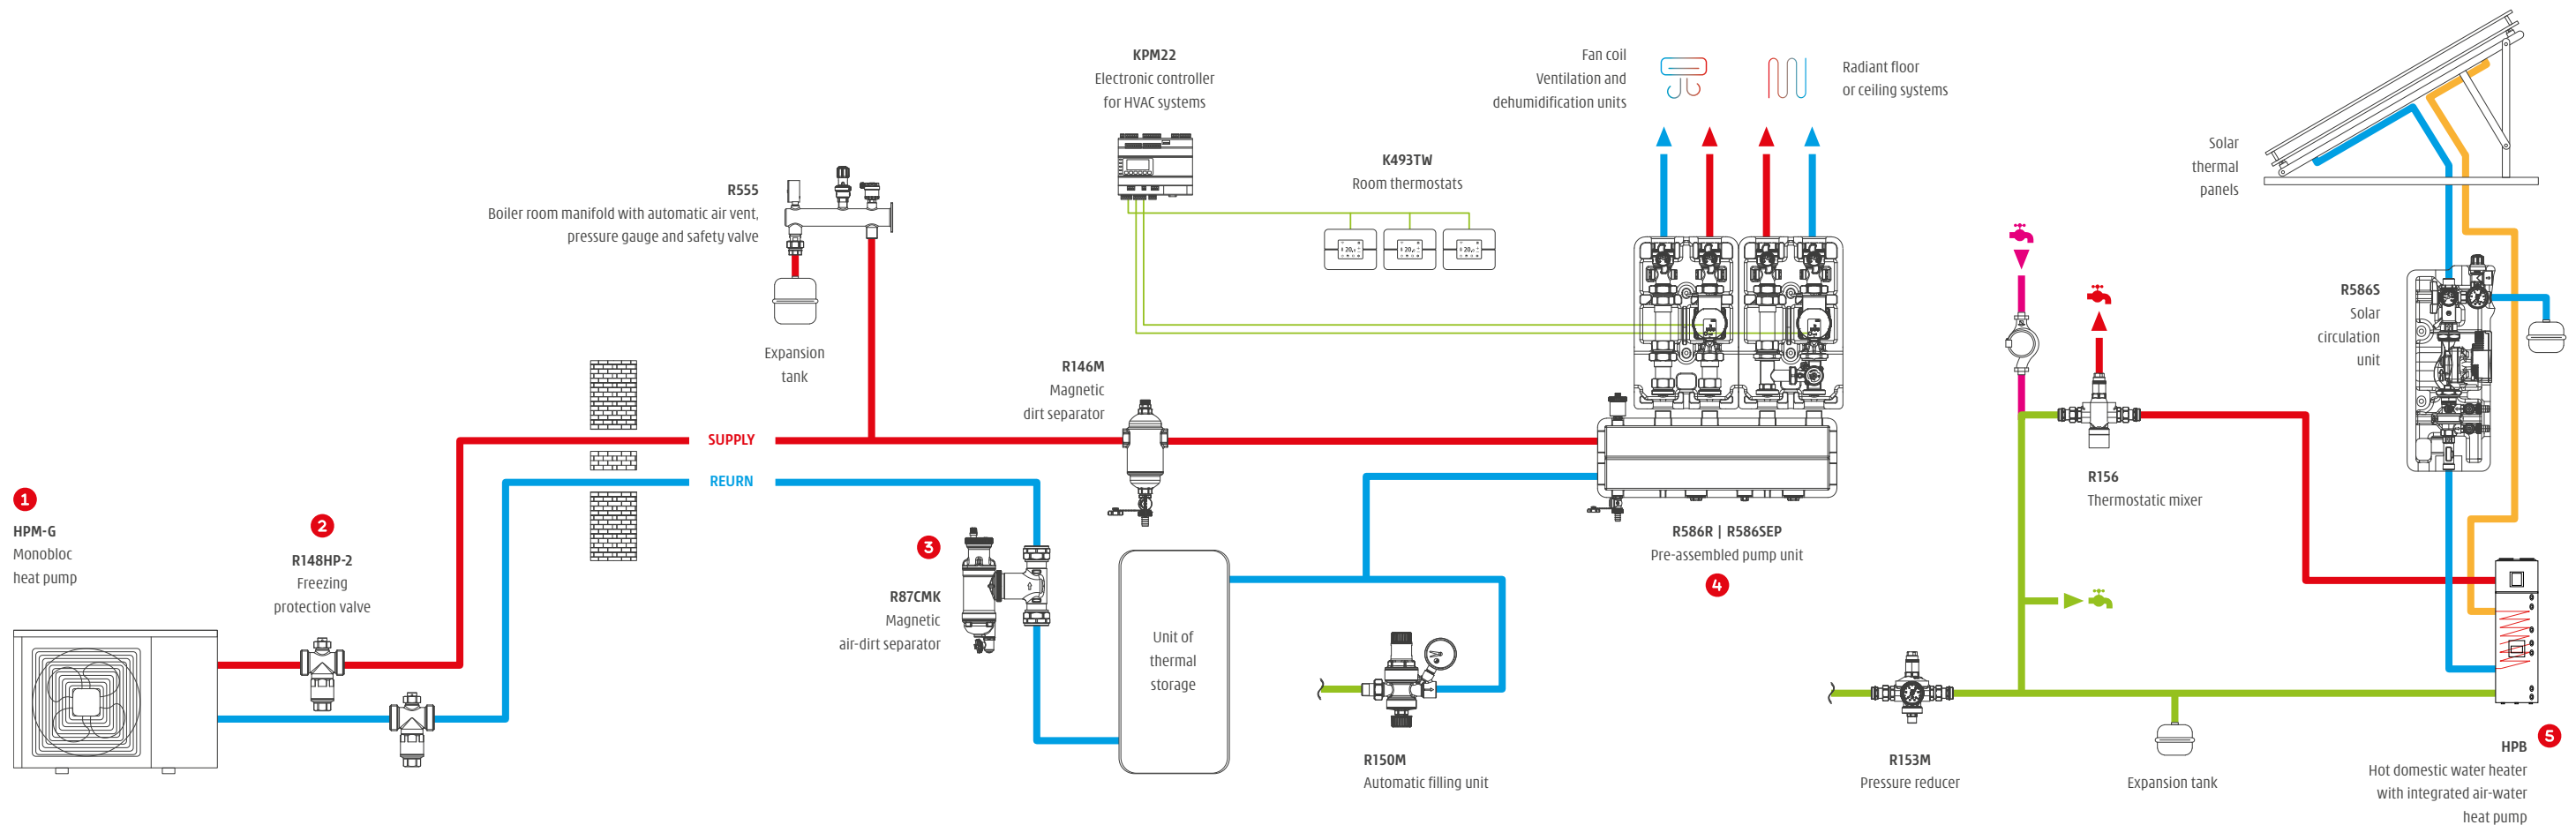 1
HPM-G
Monobloc
heat pump
2
R148HP-2
Freezing
protection valve
R555
Boiler room manifold with automatic air vent,
pressure gauge and safety valve
Expansion
tank
SUPPLY
REURN
3
R87CMK
Magnetic
air-dirt separator
R146M
Magnetic
dirt separator
KPM22
Electronic controller
for HVAC systems
K493TW
Room thermostats
20
20
20
Unit of
thermal
storage
R150M
Automatic filling unit
Fan coil
Ventilation and
dehumidification units
Radiant floor
or ceiling systems
R586R | R586SEP
Pre-assembled pump unit
4
R153M
Pressure reducer
R156
Thermostatic mixer
Expansion tank
Solar
thermal
panels
R586S
Solar
circulation
unit
HPB
5
Hot domestic water heater
with integrated air-water
heat pump